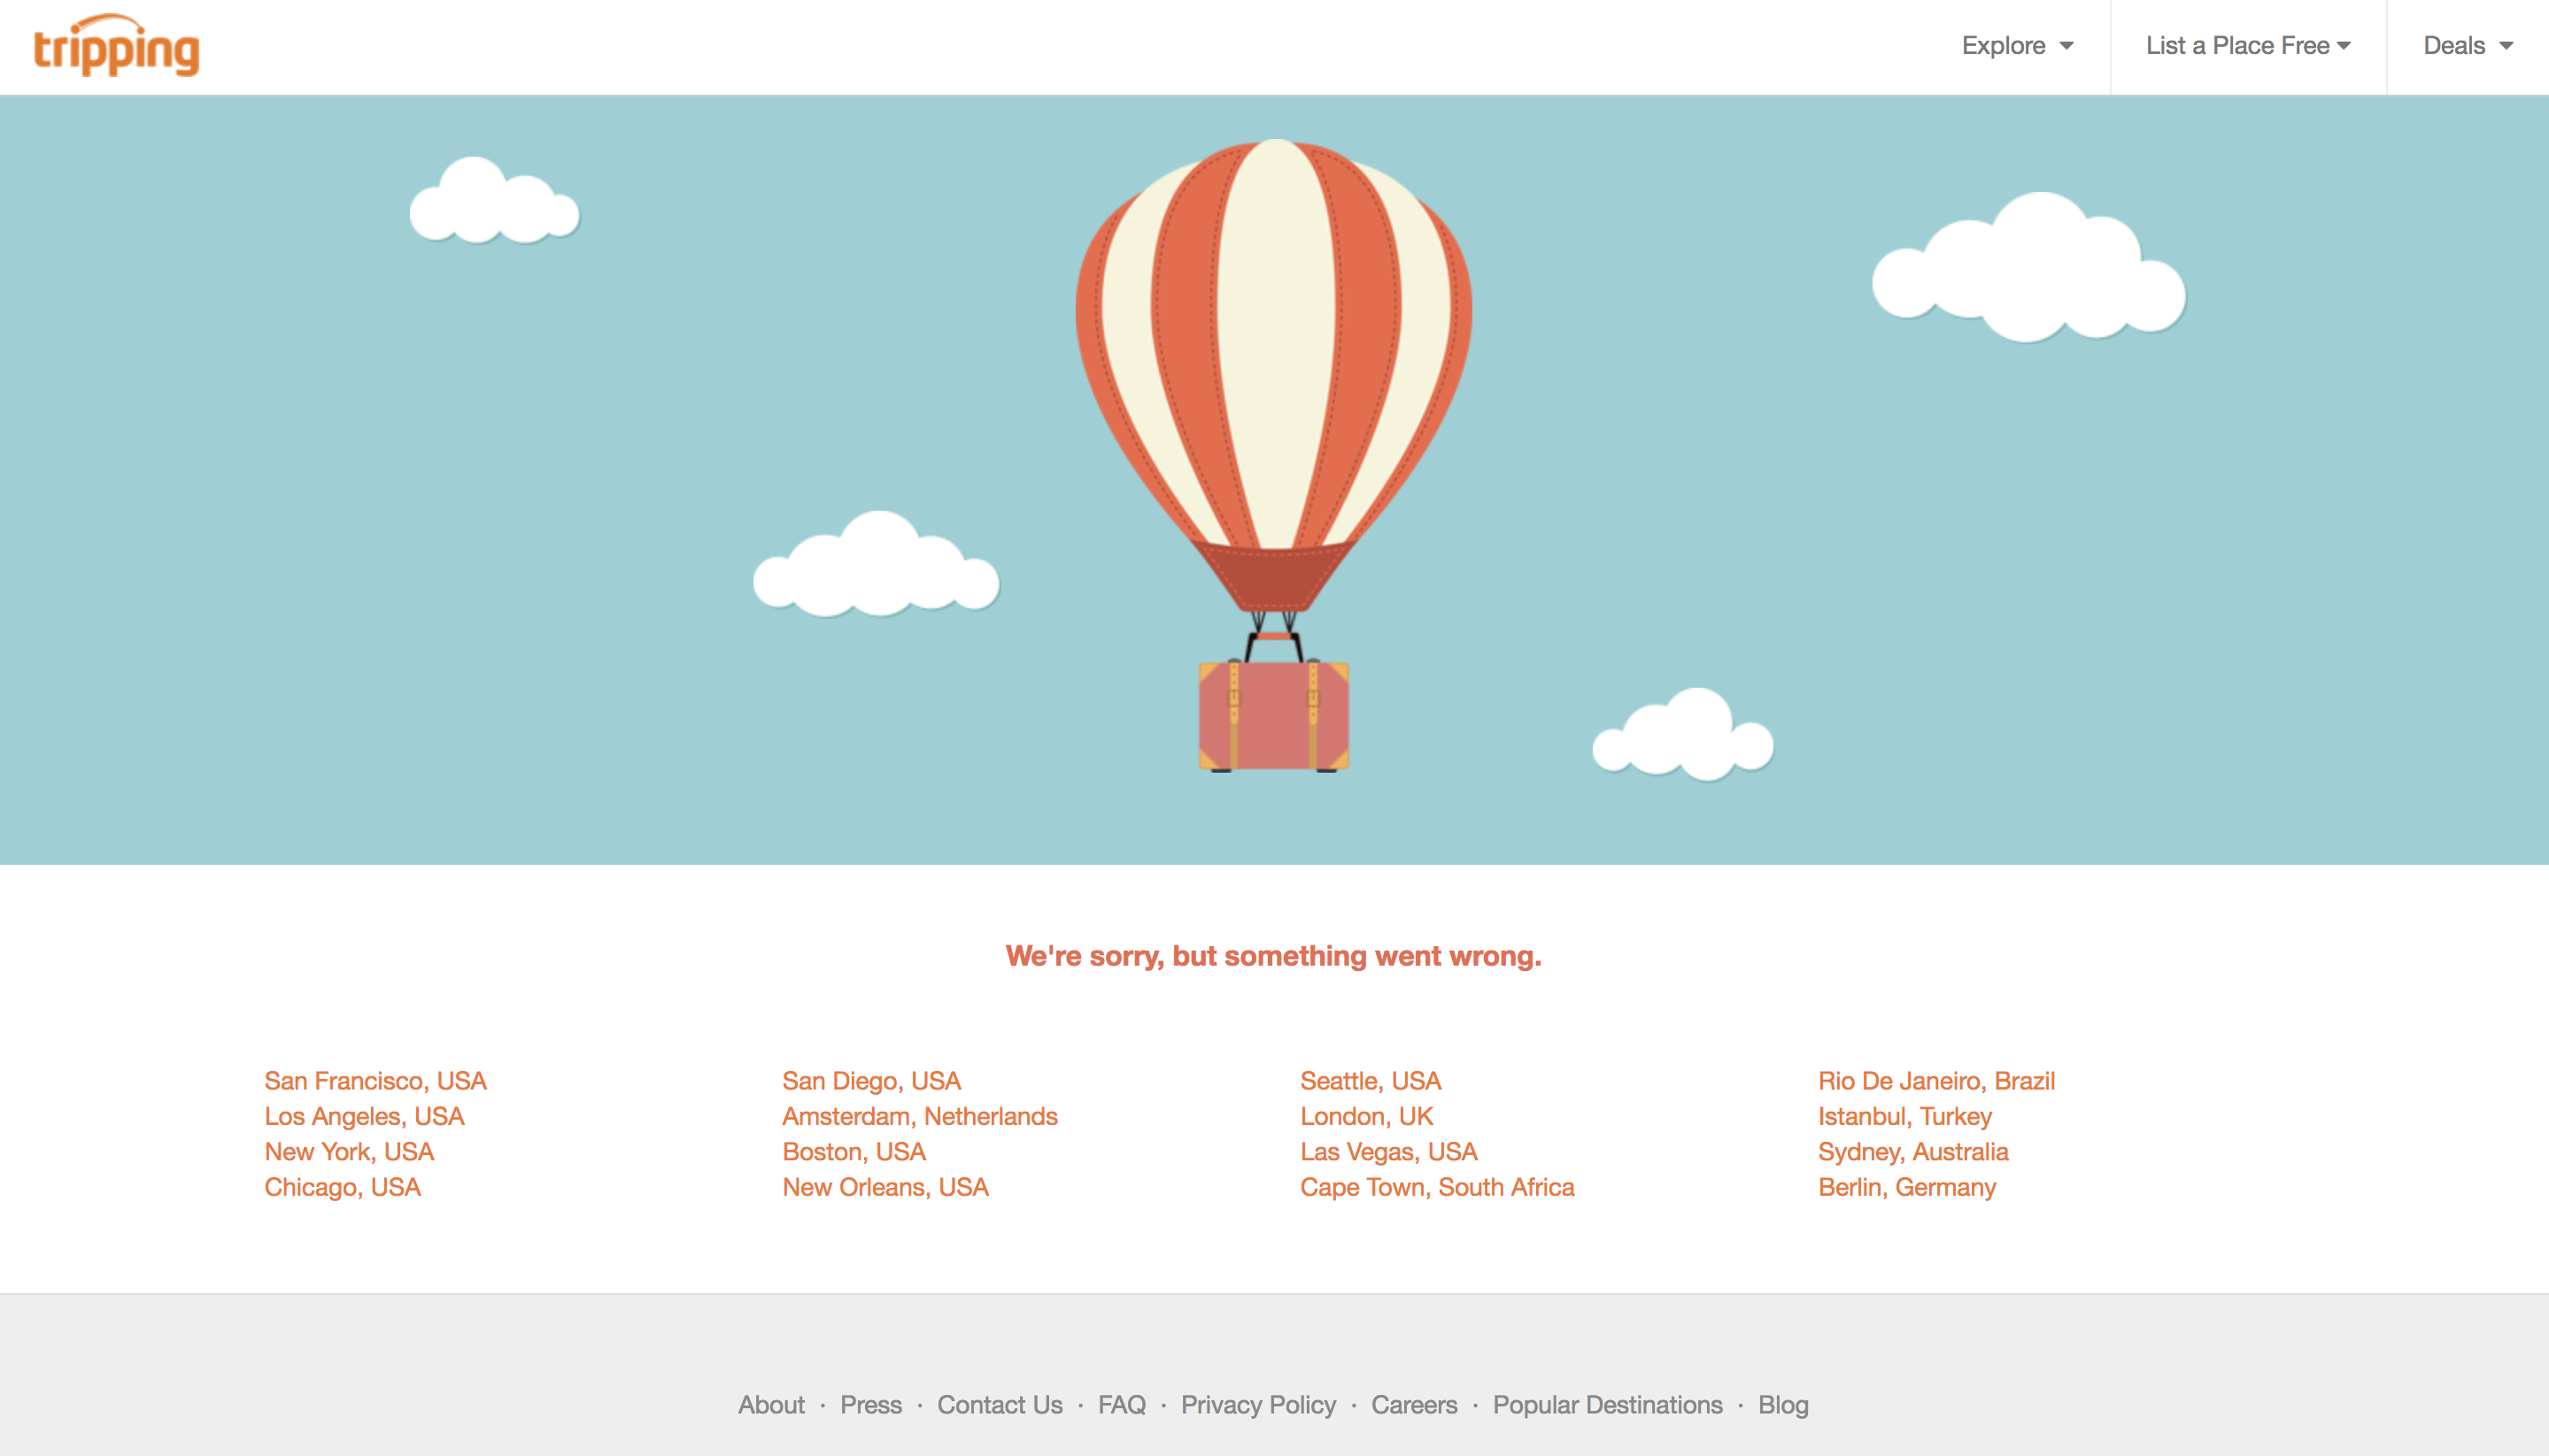 tripping
Explore
List a Place Free
Deals
We're sorry, but something went wrong.
San Francisco, USA
Los Angeles, USA
New York, USA
Chicago, USA
San Diego, USA
Amsterdam, Netherlands
Boston, USA
New Orleans, USA
Seattle, USA
London, UK
Las Vegas, USA
Cape Town, South Africa
Rio De Janeiro, Brazil
Istanbul, Turkey
Sydney, Australia
Berlin, Germany
About · Press · Contact Us · FAQ · Privacy Policy · Careers · Popular Destinations · Blog